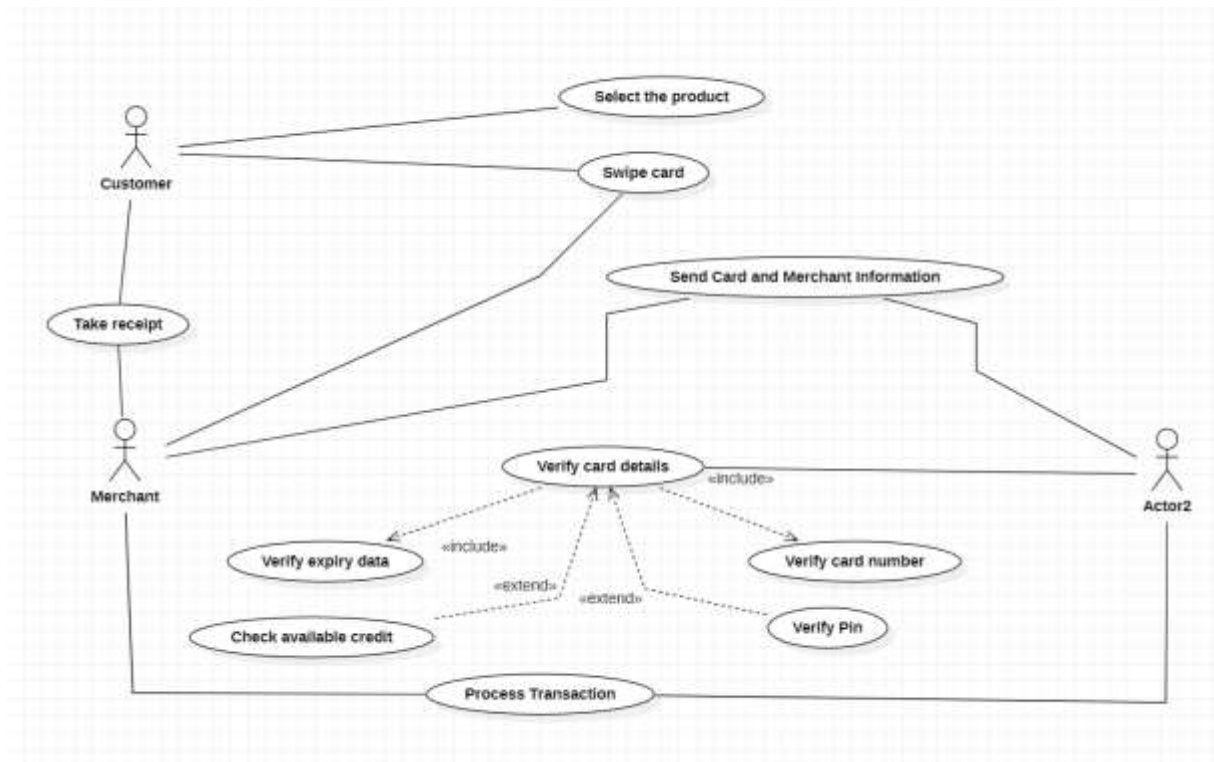 Select the product
Swipe card
Customer
Send Card and Merchant Information
Take receipt
Verify card details
«include»
Merchant
Actor2
«include»
Verify expiry data
Verify card number
«extend»
«extend»
Check available credit
Verify Pin
Process Transaction